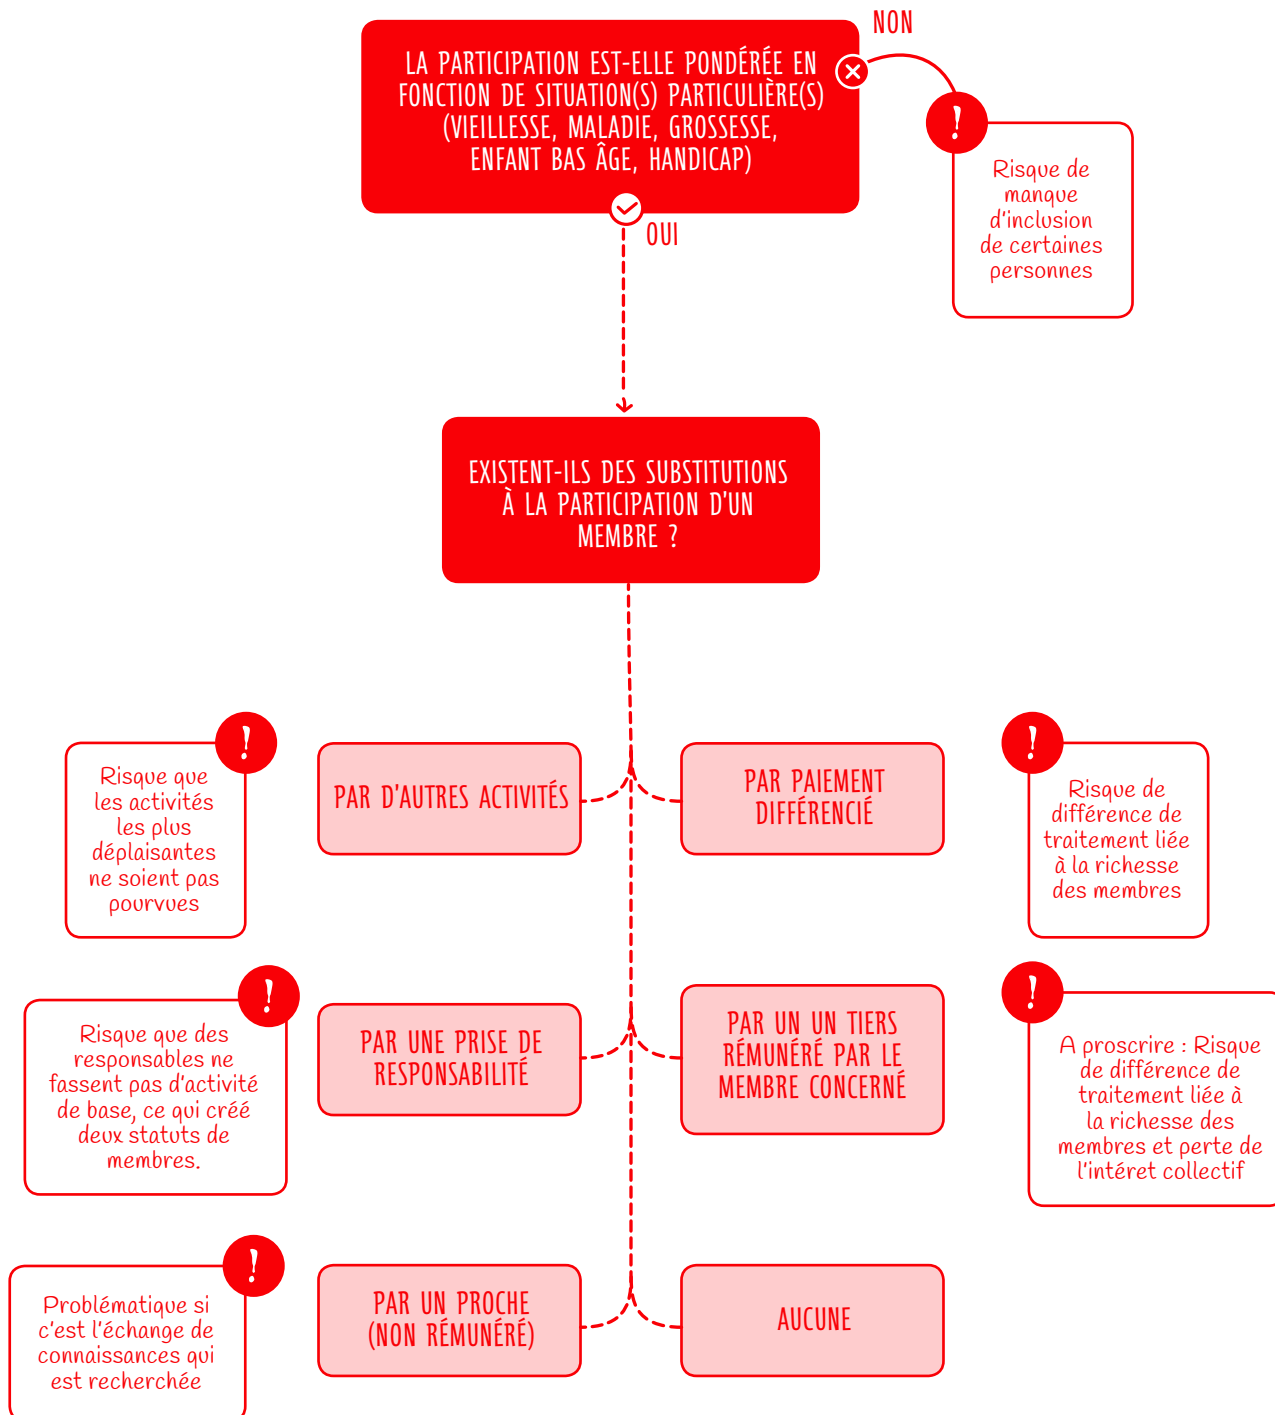 NON
LA PARTICIPATION EST-ELLE PONDÉRÉE EN
FONCTION DE SITUATION(S) PARTICULIÈRE(S)
(VIEILLESSE, MALADIE, GROSSESSE,
ENFANT BAS ÂGE, HANDICAP)
!
Risque de
manque
d'inclusion
de certaines
personnes
OUI
EXISTENT-ILS DES SUBSTITUTIONS
À LA PARTICIPATION D'UN
MEMBRE ?
!
Risque que
les activités
les plus
déplaisantes
ne soient pas
pourvues
PAR D'AUTRES ACTIVITÉS
PAR PAIEMENT
DIFFÉRENCIÉ
!
Risque de
différence de
traitement liée
à la richesse
des membres
!
Risque que des
responsables ne
fassent pas d'activité
de base, ce qui créé
deux statuts de
membres.
PAR UNE PRISE DE
RESPONSABILITÉ
PAR UN UN TIERS
RÉMUNÉRÉ PAR LE
MEMBRE CONCERNÉ
!
A proscrire : Risque
de différence de
traitement liée à
la richesse des
membres et perte de
l'intéret collectif
!
Problématique si
c'est l'échange de
connaissances qui
est recherchée
PAR UN PROCHE
(NON RÉMUNÉRÉ)
AUCUNE